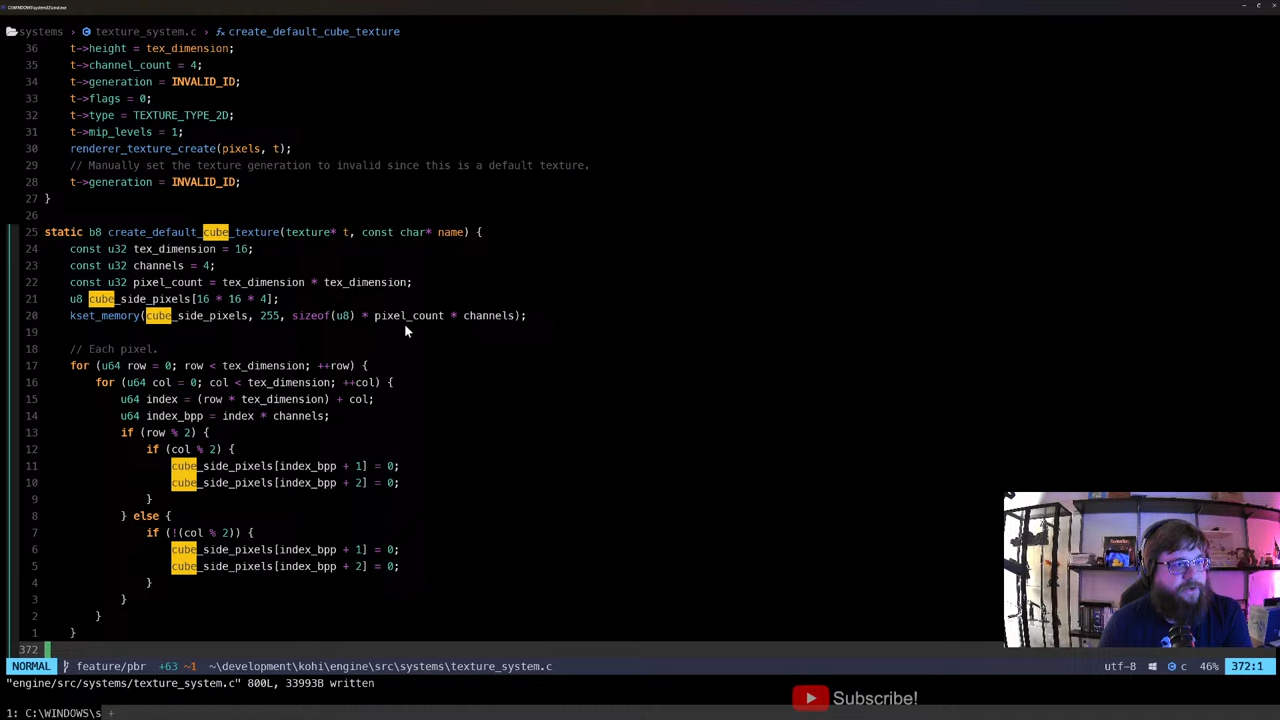 C:\WINDOWS\system32\cmd.exe
systems > texture_system.c > create_default_cube_texture
36 t->height = tex_dimension;
35 t->channel_count = 4;
34 t->generation = INVALID_ID;
33 t->flags = 0;
32 t->type = TEXTURE_TYPE_2D;
31 t->mip_levels = 1;
30 renderer_texture_create(pixels, t);
29 // Manually set the texture generation to invalid since this is a default texture.
28 t->generation = INVALID_ID;
27 }
26
25 static b8 create_default_cube_texture(texture* t, const char* name) {
24 const u32 tex_dimension = 16;
23 const u32 channels = 4;
22 const u32 pixel_count = tex_dimension * tex_dimension;
21 u8 cube_side_pixels[16 * 16 * 4];
20 kset_memory(cube_side_pixels, 255, sizeof(u8) * pixel_count * channels);
19
18 // Each pixel.
17 for (u64 row = 0; row < tex_dimension; ++row) {
16 for (u64 col = 0; col < tex_dimension; ++col) {
15 u64 index = (row * tex_dimension) + col;
14 u64 index_bpp = index * channels;
13 if (row % 2) {
12 if (col % 2) {
11 cube_side_pixels[index_bpp + 1] = 0;
10 cube_side_pixels[index_bpp + 2] = 0;
9 }
8 } else {
7 if (!(col % 2)) {
6 cube_side_pixels[index_bpp + 1] = 0;
5 cube_side_pixels[index_bpp + 2] = 0;
4 }
3 }
2 }
1 }
372
NORMAL feature/pbr +63 ~1 ~\development\kohi\engine\src\systems\texture_system.c utf-8 c 46% 372:1
"engine/src/systems/texture_system.c" 800L, 33993B written
Subscribe!
1: C:\WINDOWS\s +